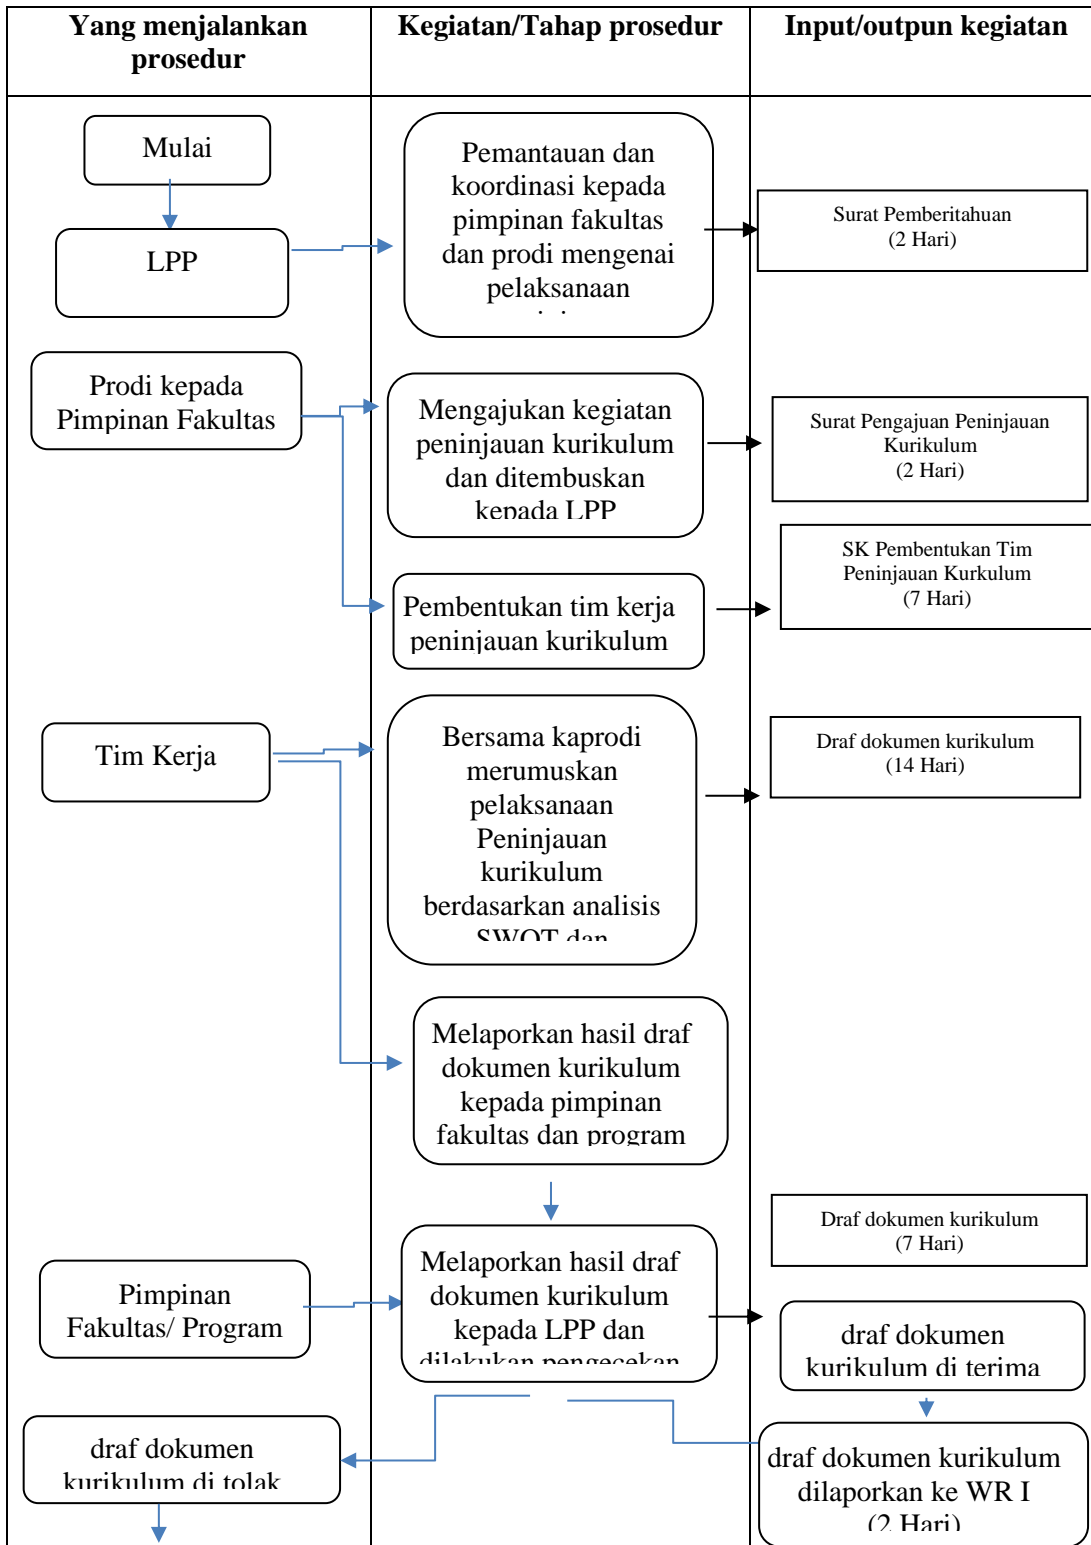 Yang menjalankan
prosedur
Kegiatan/Tahap prosedur
Input/outpun kegiatan
Mulai
LPP
Pemantauan dan
koordinasi kepada
pimpinan fakultas
dan prodi mengenai
pelaksanaan
Surat Pemberitahuan
(2 Hari)
Prodi kepada
Pimpinan Fakultas
Mengajukan kegiatan
peninjauan kurikulum
dan ditembuskan
kepada LPP
Surat Pengajuan Peninjauan
Kurikulum
(2 Hari)
Pembentukan tim kerja
peninjauan kurikulum
SK Pembentukan Tim
Peninjauan Kurkulum
(7 Hari)
Tim Kerja
Bersama kaprodi
merumuskan
pelaksanaan
Peninjauan
kurikulum
berdasarkan analisis
SWOT dan
Draf dokumen kurikulum
(14 Hari)
Melaporkan hasil draf
dokumen kurikulum
kepada pimpinan
fakultas dan program
Draf dokumen kurikulum
(7 Hari)
Pimpinan
Fakultas/ Program
Melaporkan hasil draf
dokumen kurikulum
kepada LPP dan
dilakukan pengecekan
draf dokumen
kurikulum di terima
draf dokumen
kurikulum di tolak
draf dokumen kurikulum
dilaporkan ke WR I
(2 Hari)